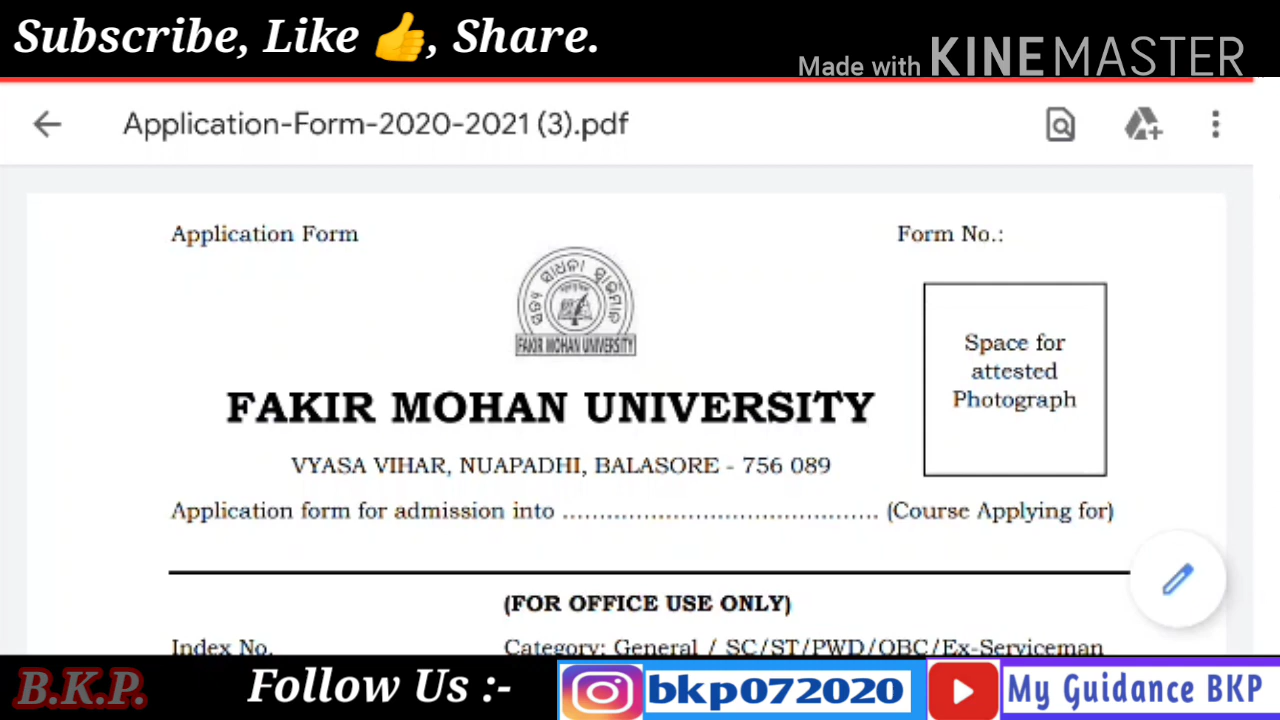 Subscribe, Like 👍, Share.
Made with KINEMASTER
Application-Form-2020-2021 (3).pdf
Application Form
Form No.:
FAKIR MOHAN UNIVERSITY
Space for
attested
Photograph
FAKIR MOHAN UNIVERSITY
VYASA VIHAR, NUAPADHI, BALASORE - 756 089
Application form for admission into ........................................ (Course Applying for)
(FOR OFFICE USE ONLY)
Index No.
Category: General / SC/ST/PWD/OBC/Ex-Serviceman
B.K.P.
Follow Us :-
bkp072020
My Guidance BKP